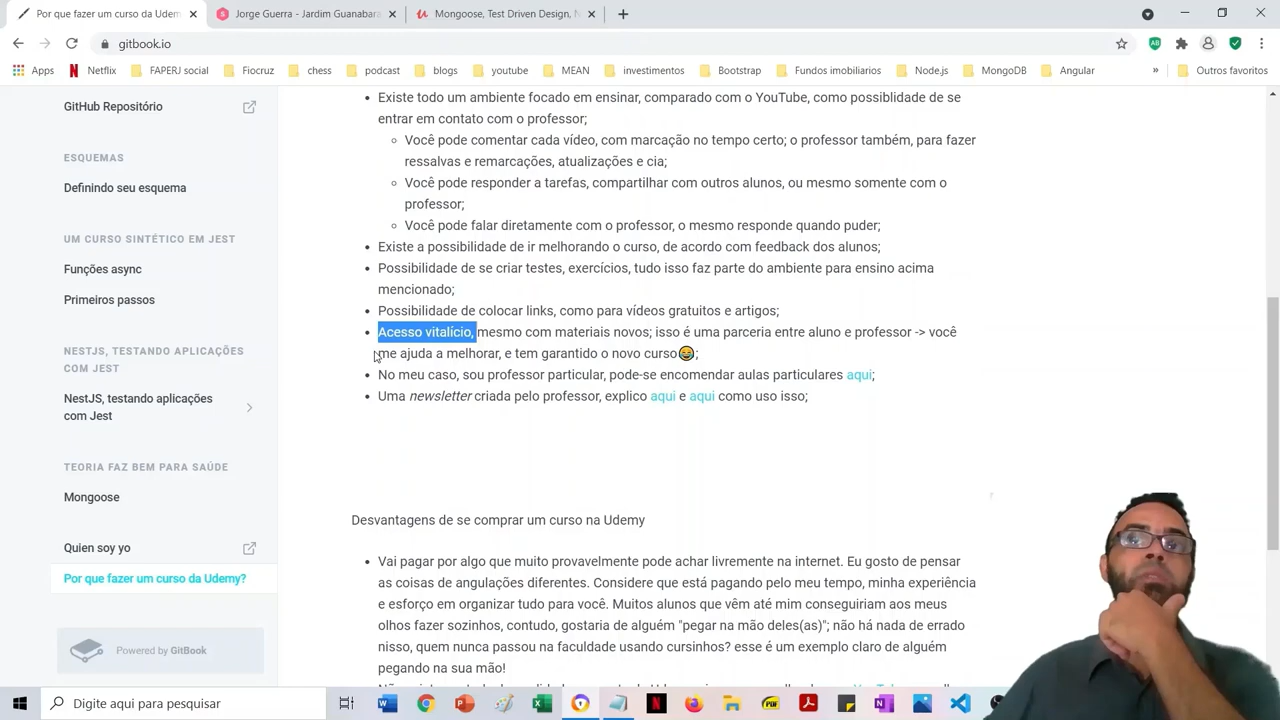 Por que fazer um curso da Udem
Jorge Guerra - Jardim Guanabara
Mongoose, Test Driven Design, N
gitbook.io
Apps
Netflix
FAPERJ social
Fiocruz
chess
podcast
blogs
youtube
MEAN
investimentos
Bootstrap
Fundos imobiliarios
Node.js
MongoDB
Angular
»
Outros favoritos
GitHub Repositório
ESQUEMAS
Definindo seu esquema
UM CURSO SINTÉTICO EM JEST
Funções async
Primeiros passos
NESTJS, TESTANDO APLICAÇÕES
COM JEST
NestJS, testando aplicações
com Jest
TEORIA FAZ BEM PARA SAÚDE
Mongoose
Quien soy yo
Por que fazer um curso da Udemy?
Powered by GitBook
Existe todo um ambiente focado em ensinar, comparado com o YouTube, como possiblidade de se
entrar em contato com o professor;
Você pode comentar cada vídeo, com marcação no tempo certo; o professor também, para fazer
ressalvas e remarcações, atualizações e cia;
Você pode responder a tarefas, compartilhar com outros alunos, ou mesmo somente com o
professor;
Você pode falar diretamente com o professor, o mesmo responde quando puder;
Existe a possibilidade de ir melhorando o curso, de acordo com feedback dos alunos;
Possibilidade de se criar testes, exercícios, tudo isso faz parte do ambiente para ensino acima
mencionado;
Possibilidade de colocar links, como para vídeos gratuitos e artigos;
Acesso vitalício, mesmo com materiais novos; isso é uma parceria entre aluno e professor -> você
me ajuda a melhorar, e tem garantido o novo curso😂;
No meu caso, sou professor particular, pode-se encomendar aulas particulares aqui;
Uma newsletter criada pelo professor, explico aqui e aqui como uso isso;
Desvantagens de se comprar um curso na Udemy
Vai pagar por algo que muito provavelmente pode achar livremente na internet. Eu gosto de pensar
as coisas de angulações diferentes. Considere que está pagando pelo meu tempo, minha experiência
e esforço em organizar tudo para você. Muitos alunos que vêm até mim conseguiriam aos meus
olhos fazer sozinhos, contudo, gostaria de alguém "pegar na mão deles(as)"; não há nada de errado
nisso, quem nunca passou na faculdade usando cursinhos? esse é um exemplo claro de alguém
pegando na sua mão!
Digite aqui para pesquisar